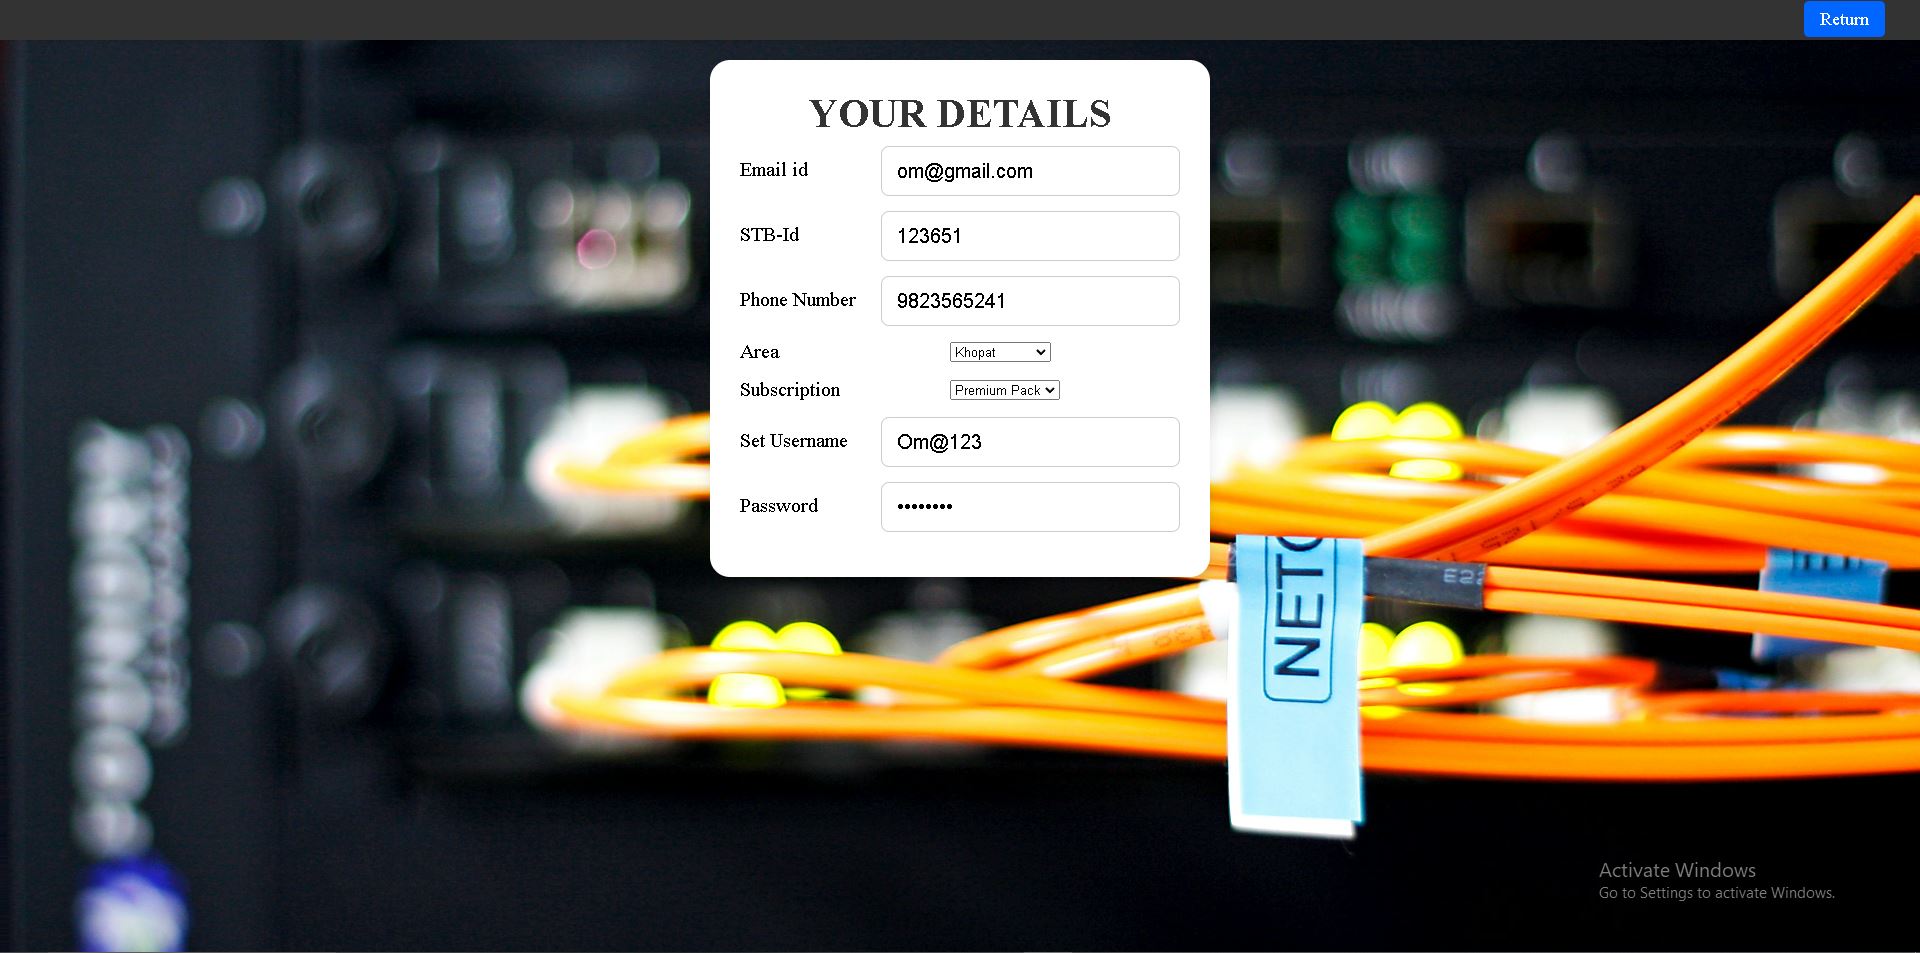 Return
YOUR DETAILS
Email id om@gmail.com
STB-Id 123651
Phone Number 9823565241
Area Khopat
Subscription Premium Pack
Set Username Om@123
Password ••••••••
NETC
E2
Activate Windows
Go to Settings to activate Windows.